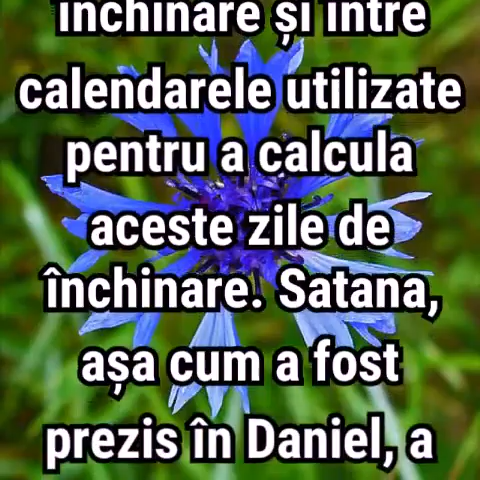 închinare și între
calendarele utilizate
pentru a calcula
aceste zile de
închinare. Satana,
așa cum a fost
prezis în Daniel, a